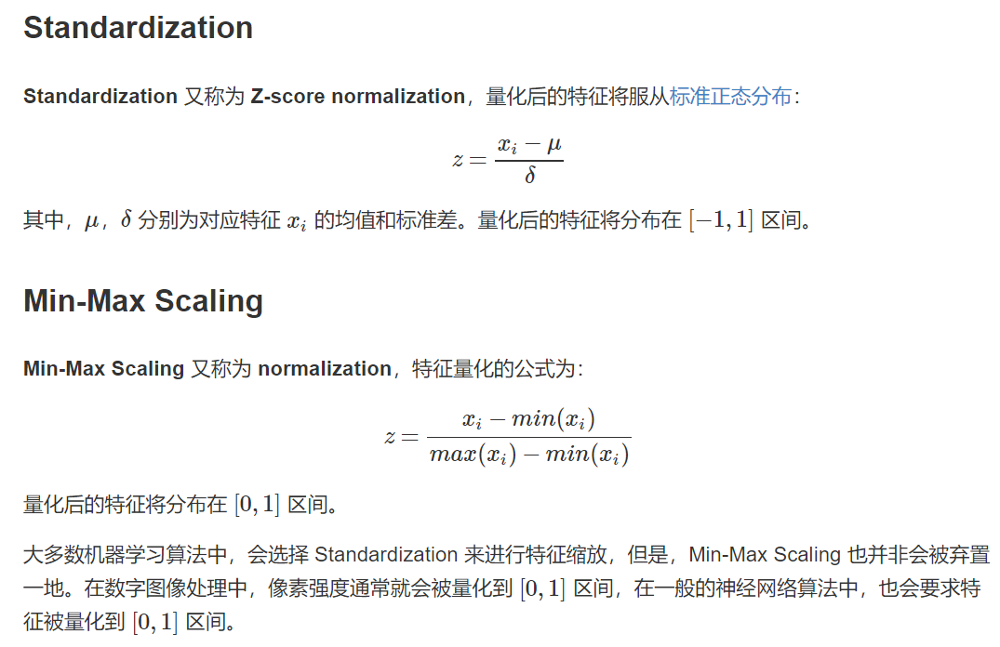 Standardization
Standardization 又称为 Z-score normalization，量化后的特征将服从标准正态分布：
z = \frac{x_i - μ}{δ}
其中，μ，δ 分别为对应特征 x_i 的均值和标准差。量化后的特征将分布在 [−1, 1] 区间。
Min-Max Scaling
Min-Max Scaling 又称为 normalization，特征量化的公式为：
z = \frac{x_i - min(x_i)}{max(x_i) - min(x_i)}
量化后的特征将分布在 [0, 1] 区间。
大多数机器学习算法中，会选择 Standardization 来进行特征缩放，但是，Min-Max Scaling 也并非会被弃置
一地。在数字图像处理中，像素强度通常就会被量化到 [0, 1] 区间，在一般的神经网络算法中，也会要求特
征被量化到 [0, 1] 区间。